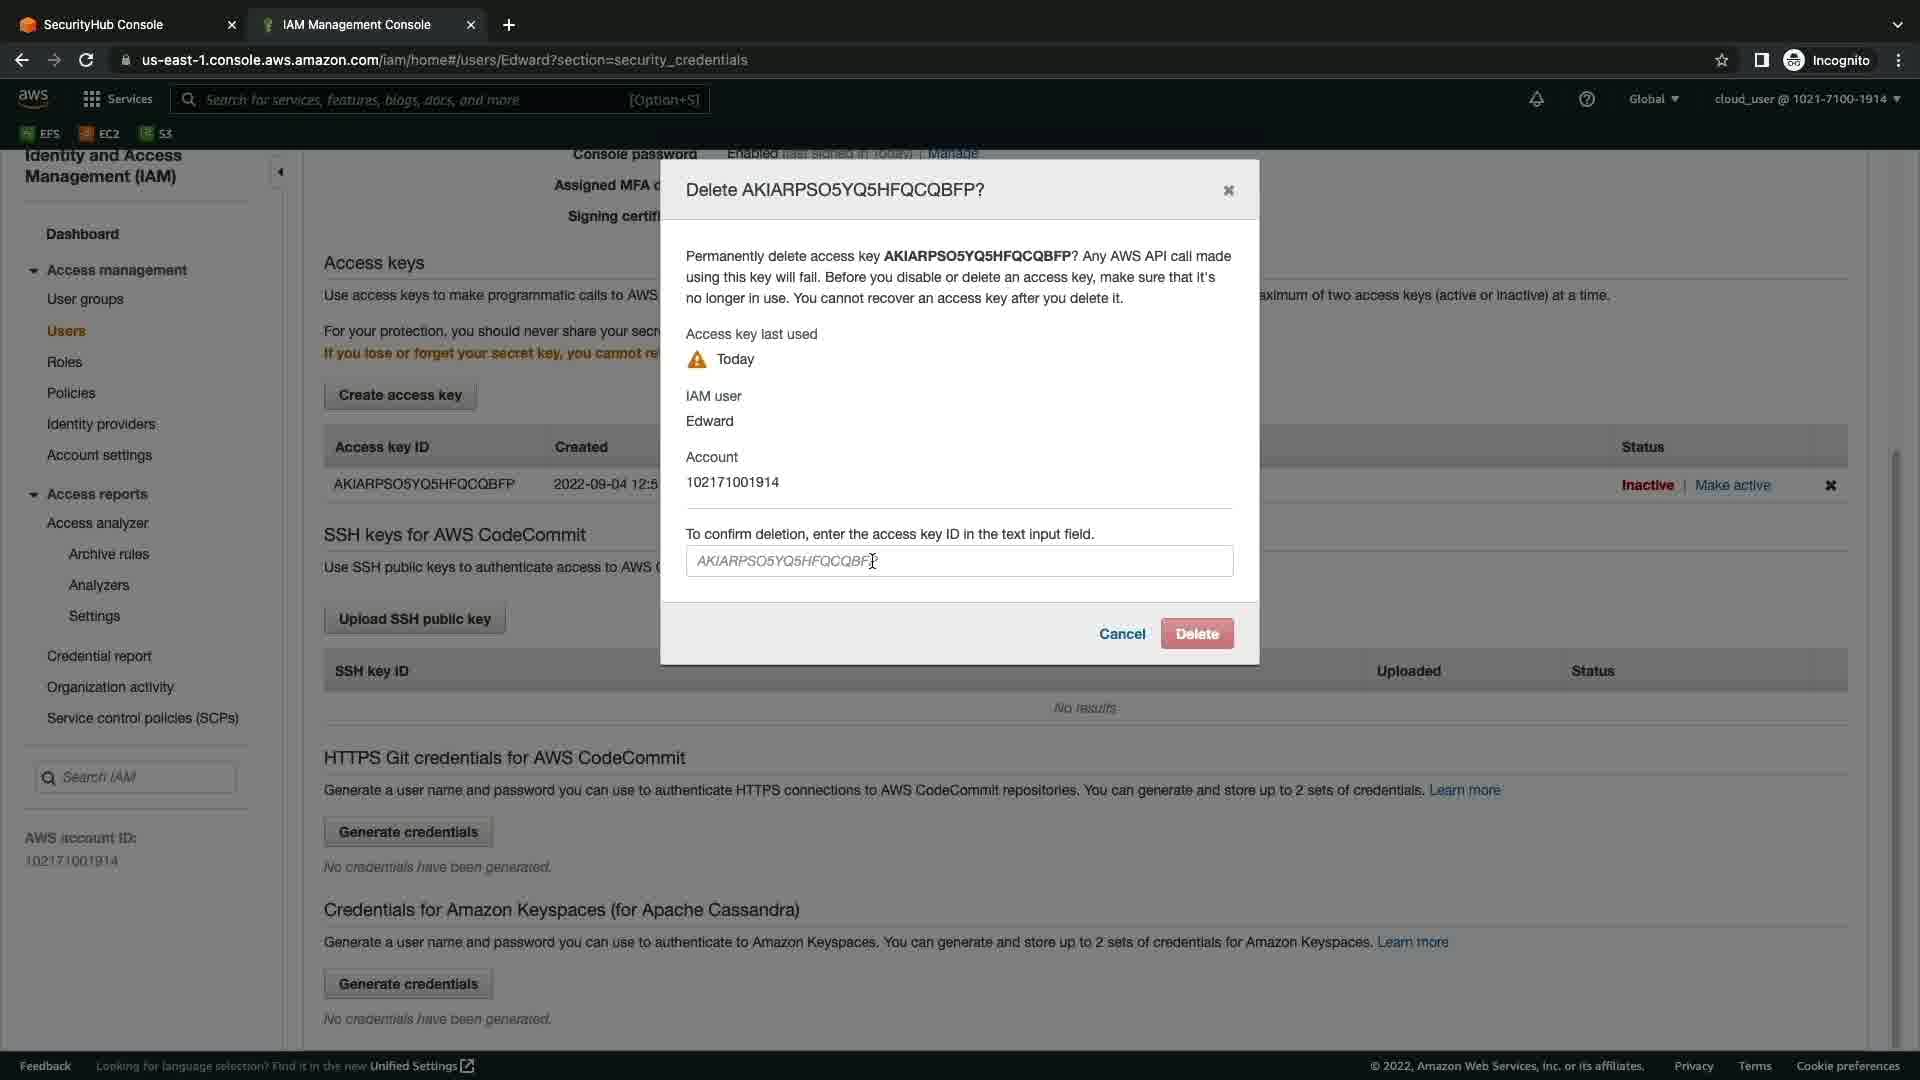 SecurityHub Console
IAM Management Console
us-east-1.console.aws.amazon.com/iam/home#/users/Edward?section=security_credentials
Incognito
aws
Services
Search for services, features, blogs, docs, and more
[Option+S]
Global
cloud_user @ 1021-7100-1914
EFS
EC2
S3
Identity and Access
Management (IAM)
Dashboard
Access management
User groups
Users
Roles
Policies
Identity providers
Account settings
Access reports
Access analyzer
Archive rules
Analyzers
Settings
Credential report
Organization activity
Service control policies (SCPs)
Search IAM
AWS account ID:
102171001914
Console password Enabled (last signed in Today) | Manage
Assigned MFA d
Signing certifi
Access keys
Use access keys to make programmatic calls to AWS
aximum of two access keys (active or inactive) at a time.
For your protection, you should never share your secr
If you lose or forget your secret key, you cannot re
Create access key
Access key ID Created Status
AKIARPSO5YQ5HFQCQBFP 2022-09-04 12:5 Inactive | Make active
SSH keys for AWS CodeCommit
Use SSH public keys to authenticate access to AWS C
Upload SSH public key
SSH key ID Uploaded Status
No results
HTTPS Git credentials for AWS CodeCommit
Generate a user name and password you can use to authenticate HTTPS connections to AWS CodeCommit repositories. You can generate and store up to 2 sets of credentials. Learn more
Generate credentials
No credentials have been generated.
Credentials for Amazon Keyspaces (for Apache Cassandra)
Generate a user name and password you can use to authenticate to Amazon Keyspaces. You can generate and store up to 2 sets of credentials for Amazon Keyspaces. Learn more
Generate credentials
No credentials have been generated.
Delete AKIARPSO5YQ5HFQCQBFP?
Permanently delete access key AKIARPSO5YQ5HFQCQBFP? Any AWS API call made
using this key will fail. Before you disable or delete an access key, make sure that it's
no longer in use. You cannot recover an access key after you delete it.
Access key last used
Today
IAM user
Edward
Account
102171001914
To confirm deletion, enter the access key ID in the text input field.
AKIARPSO5YQ5HFQCQBFP
Cancel
Delete
Feedback
Looking for language selection? Find it in the new Unified Settings
© 2022, Amazon Web Services, Inc. or its affiliates.
Privacy
Terms
Cookie preferences